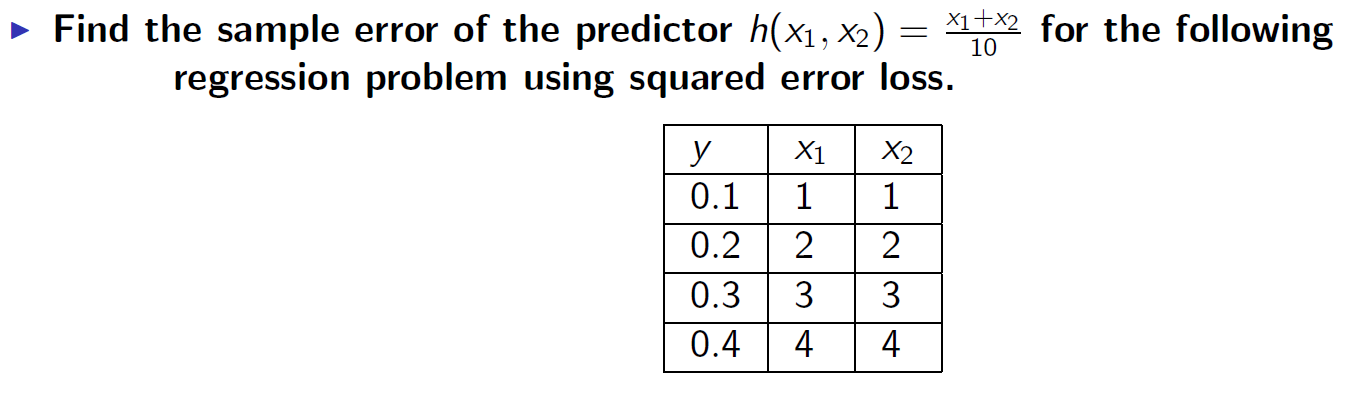 ▶ Find the sample error of the predictor h(x₁, x₂) = (x₁+x₂)/10 for the following
regression problem using squared error loss.
y x₁ x₂
0.1 1 1
0.2 2 2
0.3 3 3
0.4 4 4